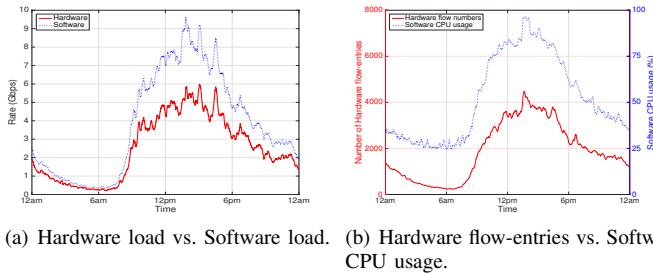 10
9
8
7
6
5
4
3
2
1
0
Rate (Gbps)
Hardware
Software
12am 6am 12pm 6pm 12am
Time
(a) Hardware load vs. Software load.
8000
6000
4000
2000
0
Number of Hardware flow-entries
Hardware flow numbers
Software CPU usage
100
75
50
25
0
Software CPU usage (%)
12am 6am 12pm 6pm 12am
Time
(b) Hardware flow-entries vs. Softw
CPU usage.